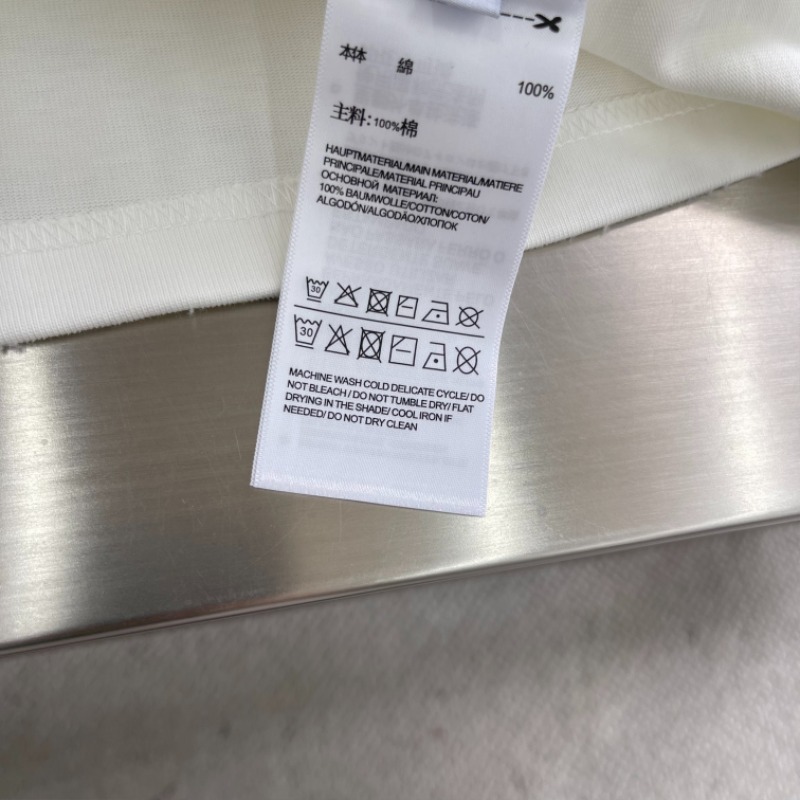 本体 綿 100%
主料:100%棉
HAUPTMATERIAL/MAIN MATERIAL/MATIERE
PRINCIPALE/MATERIAL PRINCIPAU
ОСНОВНОЙ МАТЕРИАЛ:
100% BAUMWOLLE/COTTON/COTON/
ALGODÓN/ALGODÃO/ХЛОПОК
30
30
MACHINE WASH COLD DELICATE CYCLE/ DO
NOT BLEACH / DO NOT TUMBLE DRY/ FLAT
DRYING IN THE SHADE/ COOL IRON IF
NEEDED/ DO NOT DRY CLEAN